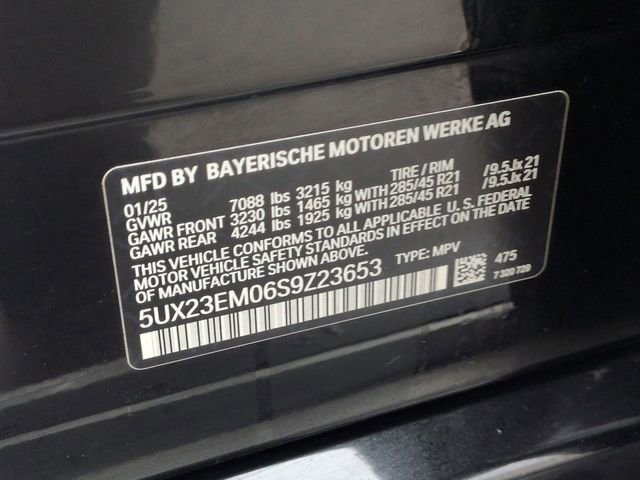 MFD BY BAYERISCHE MOTOREN WERKE AG
01/25 TIRE / RIM
GVWR 7088 lbs 3215 kg
GAWR FRONT 3230 lbs 1465 kg WITH 285/45 R21 / 9.5Jx21
GAWR REAR 4244 lbs 1925 kg WITH 285/45 R21 / 9.5Jx21
THIS VEHICLE CONFORMS TO ALL APPLICABLE U.S. FEDERAL
MOTOR VEHICLE SAFETY STANDARDS IN EFFECT ON THE DATE
OF MANUFACTURE SHOWN ABOVE.
5UX23EM06S9Z23653 TYPE: MPV 475
7 320 729